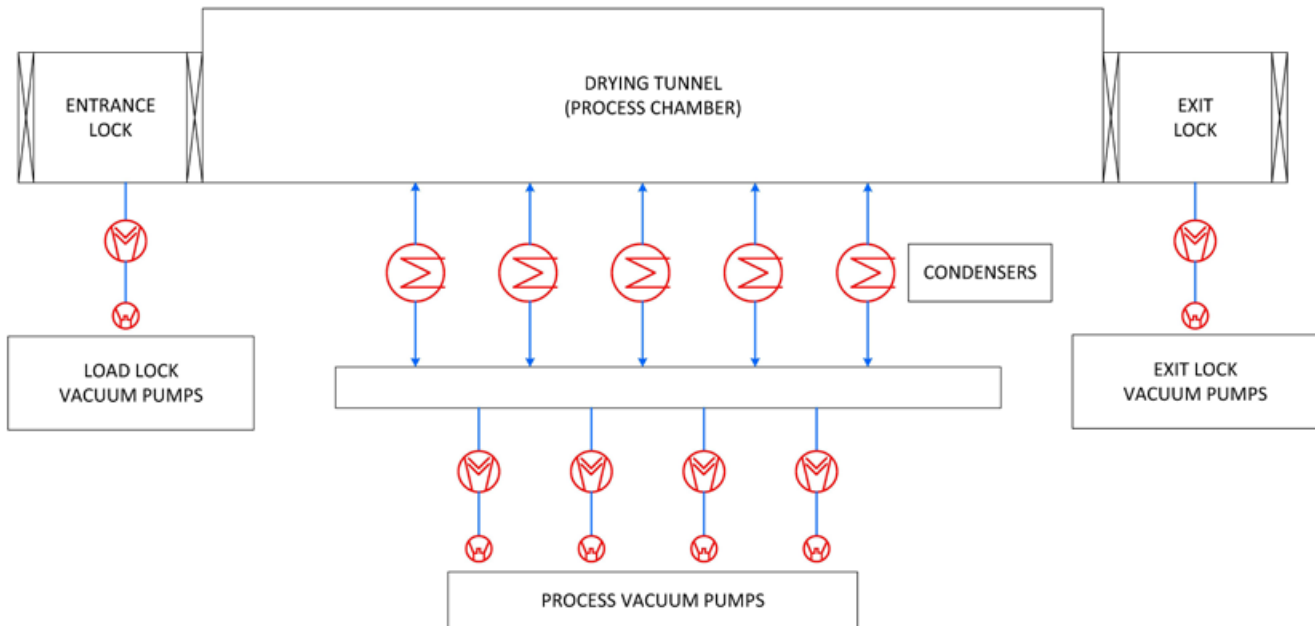 DRYING TUNNEL
(PROCESS CHAMBER)
ENTRANCE
LOCK
EXIT
LOCK
CONDENSERS
LOAD LOCK
VACUUM PUMPS
EXIT LOCK
VACUUM PUMPS
PROCESS VACUUM PUMPS